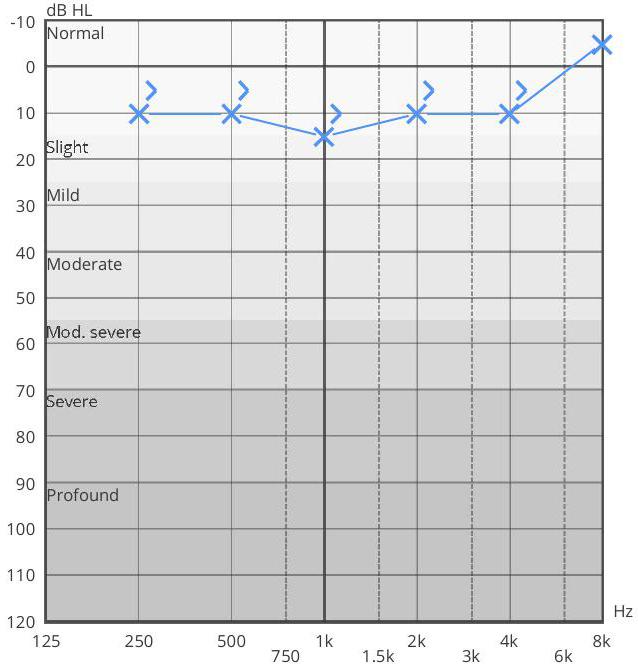 dB HL
-10
Normal
0
10
Slight
20
Mild
30
40
Moderate
50
Mod. severe
60
70
Severe
80
90
Profound
100
110
120
Hz
125 250 500 1k 2k 4k 8k
750 1.5k 3k 6k